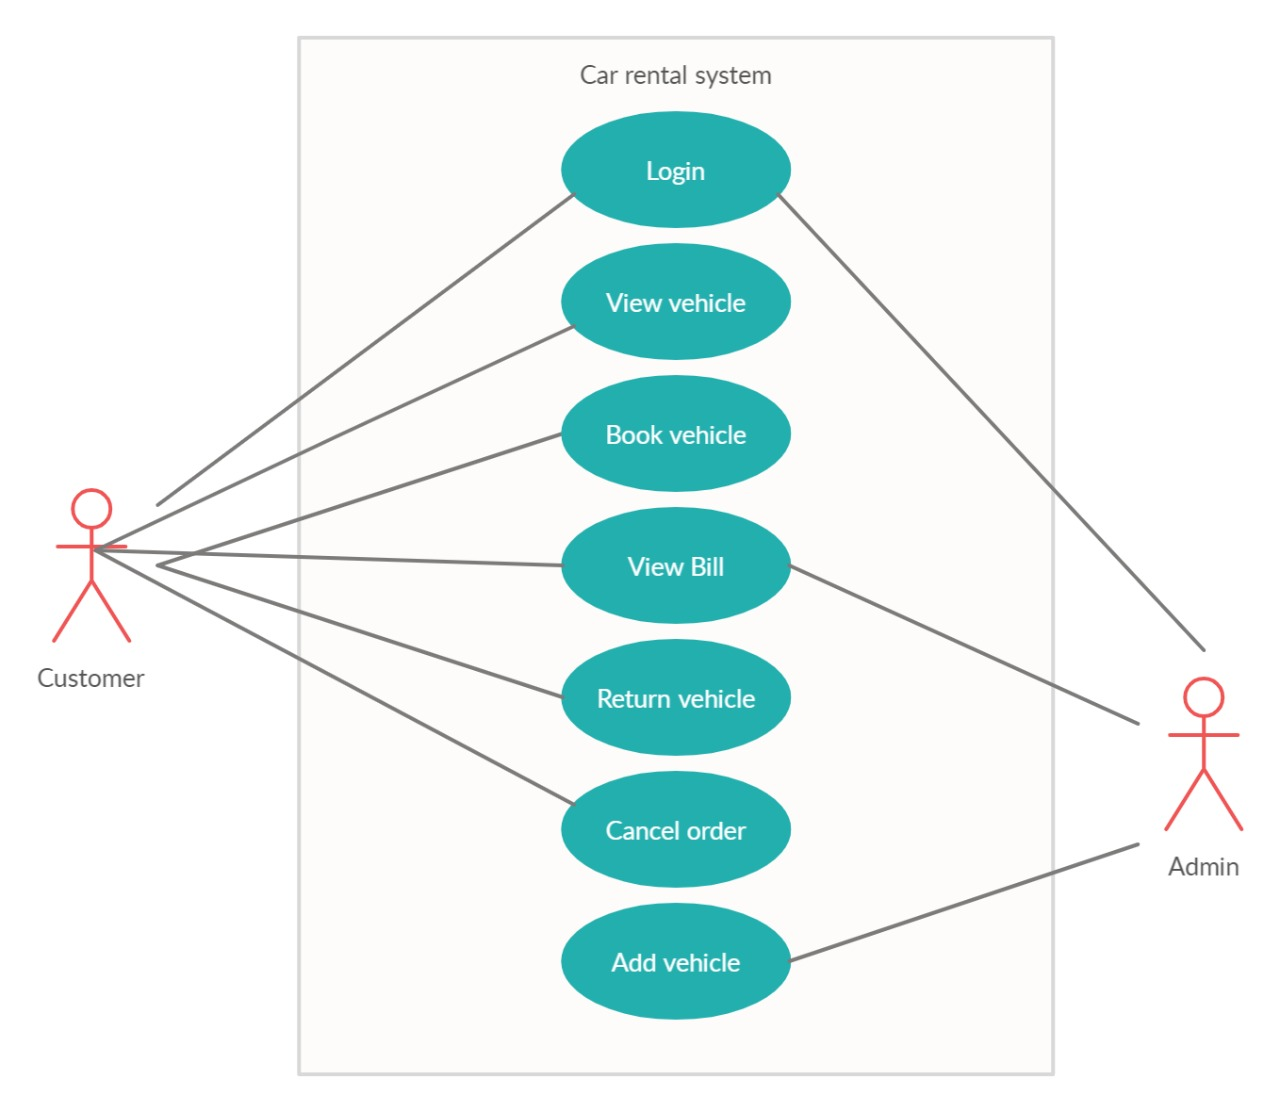 Car rental system
Login
View vehicle
Book vehicle
View Bill
Return vehicle
Customer
Cancel order
Admin
Add vehicle